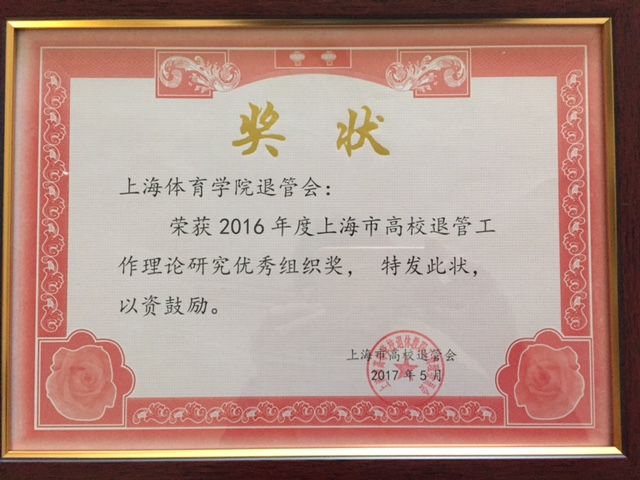 奖状
上海体育学院退管会：
荣获2016年度上海市高校退管工
作理论研究优秀组织奖， 特发此状，
以资鼓励。
上海市高校退管会
2017年5月